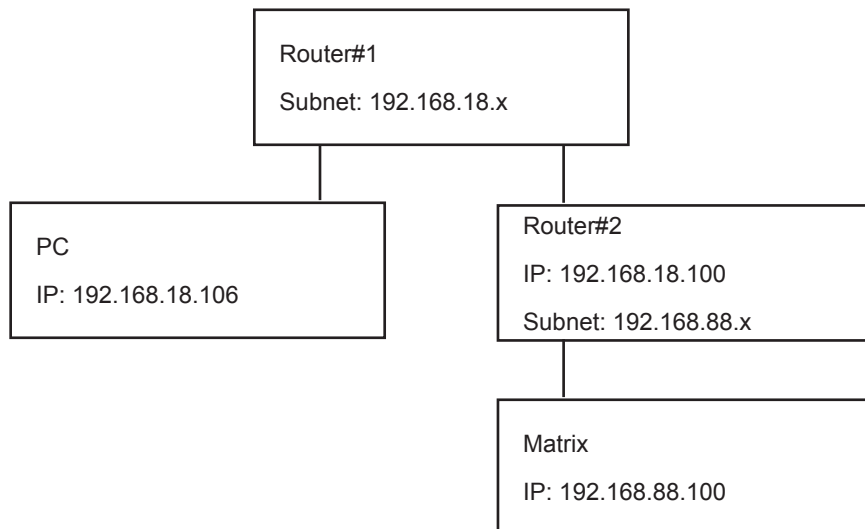 Router#1
Subnet: 192.168.18.x
PC
IP: 192.168.18.106
Router#2
IP: 192.168.18.100
Subnet: 192.168.88.x
Matrix
IP: 192.168.88.100